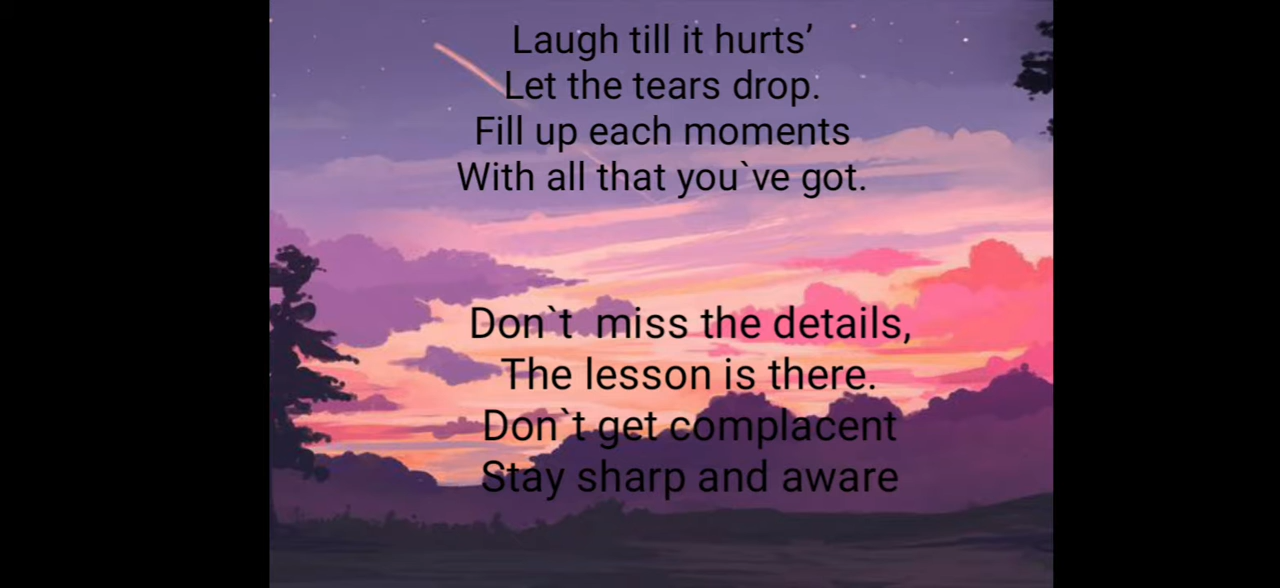 Laugh till it hurts’
Let the tears drop.
Fill up each moments
With all that you`ve got.
Don`t  miss the details,
The lesson is there.
Don`t get complacent
Stay sharp and aware